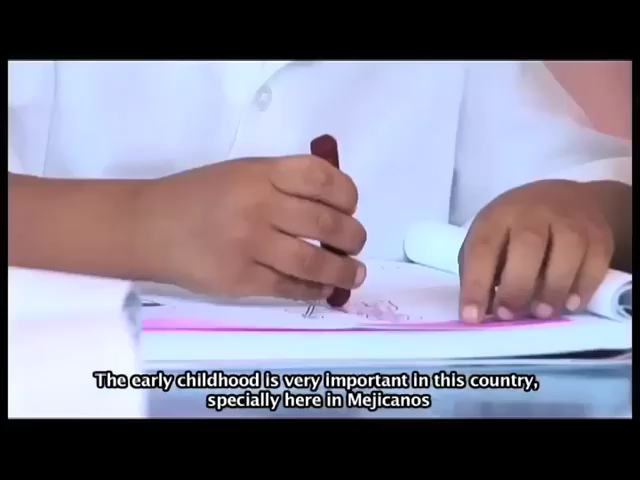 The early childhood is very important in this country,
specially here in Mejicanos